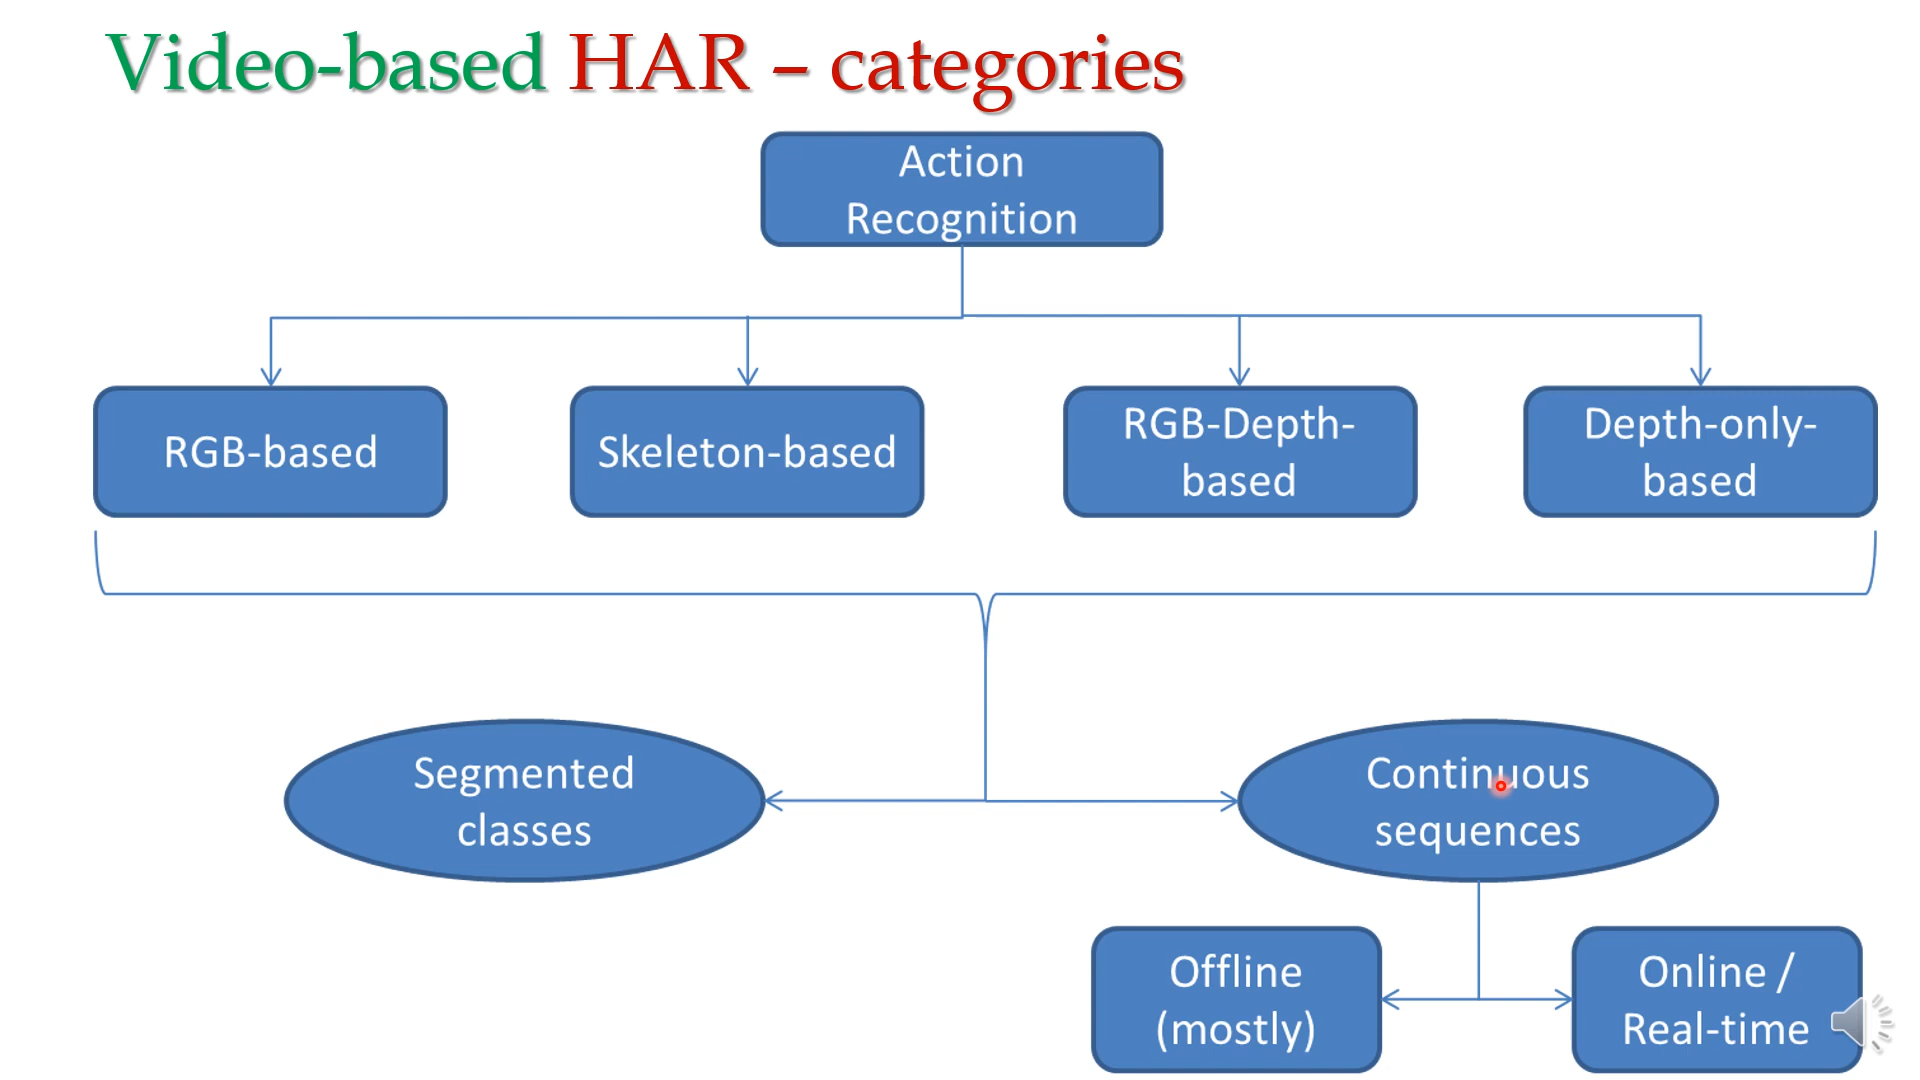 Video-based HAR – categories
Action
Recognition
RGB-based
Skeleton-based
RGB-Depth-
based
Depth-only-
based
Segmented
classes
Continuous
sequences
Offline
(mostly)
Online /
Real-time